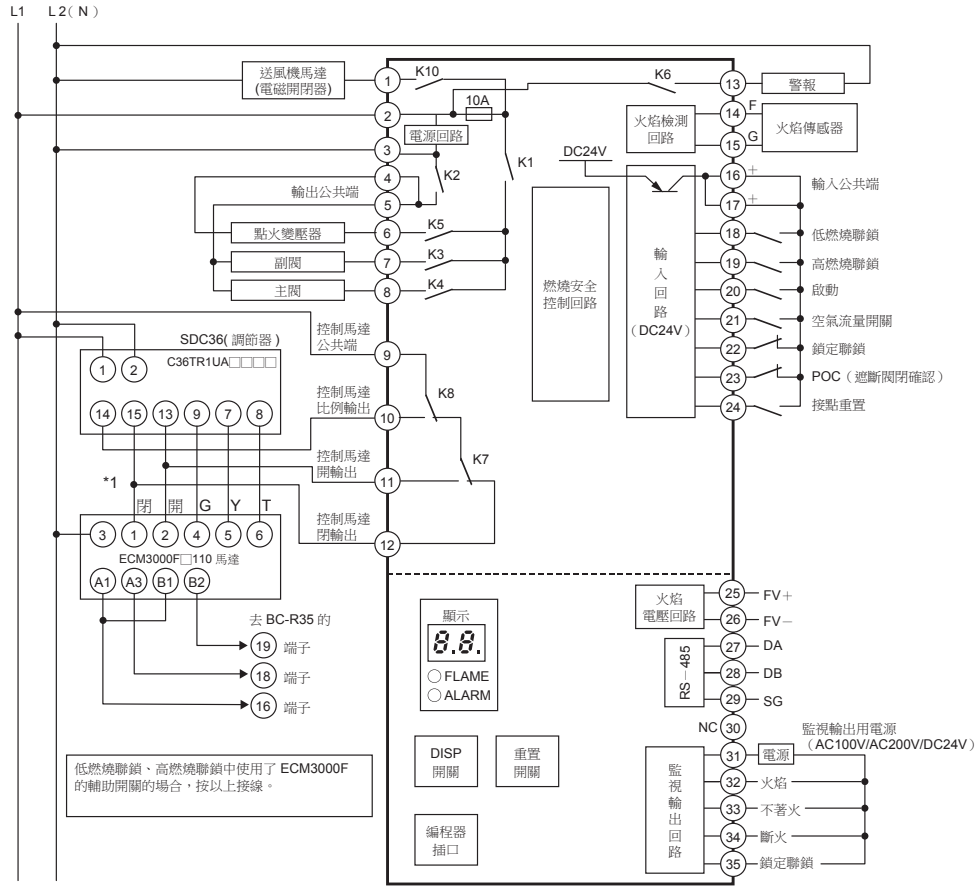 L1
L2(N)
送風機馬達
(電磁開閉器)
1
K10
K6
13
警報
2
10A
電源回路
火焰檢測
回路
14
F
15
G
火焰傳感器
3
K1
DC24V
4
K2
輸出公共端
5
16
+
17
+
輸入公共端
點火變壓器
6
K5
18
低燃燒聯鎖
副閥
7
K3
19
高燃燒聯鎖
主閥
8
K4
20
啟動
燃燒安全
控制回路
輸
入
回
路
(DC24V)
21
空氣流量開關
22
鎖定聯鎖
23
POC(遮斷閥閉確認)
24
接點重置
SDC36(調節器)
C36TR1UA□□□□
1
2
14
15
13
9
7
8
控制馬達
公共端
9
控制馬達
比例輸出
10
K8
控制馬達
開輸出
11
K7
控制馬達
閉輸出
12
*1
閉
開
G
Y
T
3
1
2
4
5
6
ECM3000F□110 馬達
A1
A3
B1
B2
去 BC-R35 的
19
端子
18
端子
16
端子
顯示
8.8.
FLAME
ALARM
火焰
電壓回路
25
FV+
26
FV−
RS−485
27
DA
28
DB
29
SG
NC
30
監視輸出用電源
(AC100V/AC200V/DC24V)
DISP
開關
重置
開關
監
視
輸
出
回
路
31
電源
32
火焰
33
不著火
34
斷火
35
鎖定聯鎖
編程器
插口
低燃燒聯鎖、高燃燒聯鎖中使用了 ECM3000F
的輔助開關的場合，按以上接線。